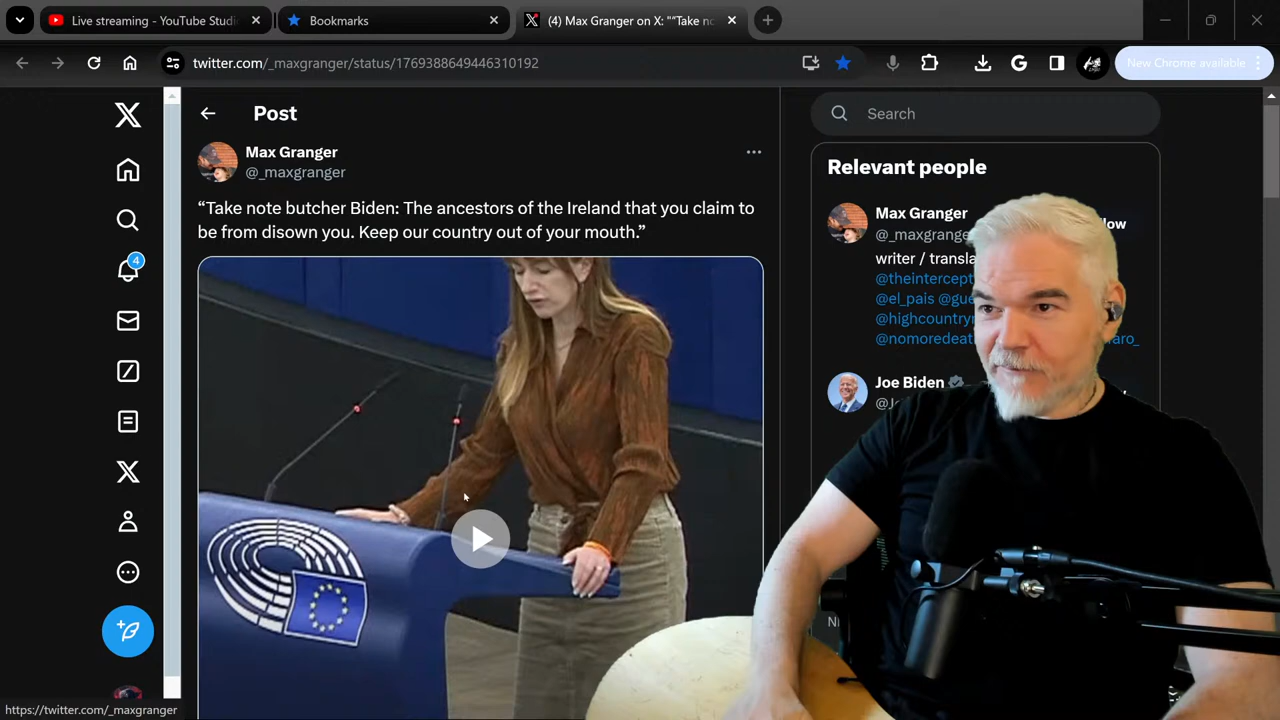 Live streaming - YouTube Studi
Bookmarks
(4) Max Granger on X: "“Take no
twitter.com/_maxgranger/status/1769388649446310192
New Chrome available
Post
Search
Max Granger
@_maxgranger
“Take note butcher Biden: The ancestors of the Ireland that you claim to
be from disown you. Keep our country out of your mouth.”
4
Relevant people
Max Granger
@_maxgrange
writer / transla
@theintercept
@el_pais
@highcountryn
@nomoredeat
Joe Biden
https://twitter.com/_maxgranger